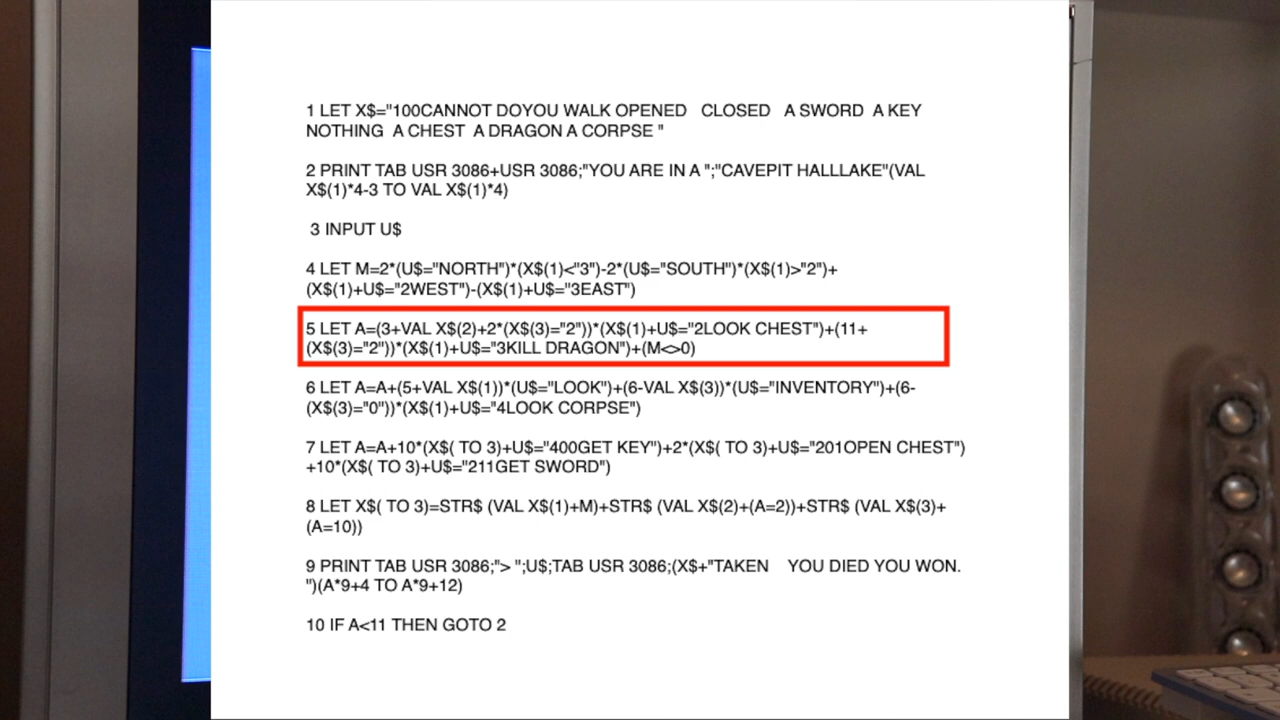 1 LET X$="100CANNOT DOYOU WALK OPENED   CLOSED   A SWORD  A KEY
NOTHING  A CHEST  A DRAGON A CORPSE "
2 PRINT TAB USR 3086+USR 3086;"YOU ARE IN A ";"CAVEPIT HALLLAKE"(VAL
X$(1)*4-3 TO VAL X$(1)*4)
3 INPUT U$
4 LET M=2*(U$="NORTH")*(X$(1)<"3")-2*(U$="SOUTH")*(X$(1)>"2")+
(X$(1)+U$="2WEST")-(X$(1)+U$="3EAST")
5 LET A=(3+VAL X$(2)+2*(X$(3)="2"))*(X$(1)+U$="2LOOK CHEST")+(11+
(X$(3)="2"))*(X$(1)+U$="3KILL DRAGON")+(M<>0)
6 LET A=A+(5+VAL X$(1))*(U$="LOOK")+(6-VAL X$(3))*(U$="INVENTORY")+(6-
(X$(3)="0"))*(X$(1)+U$="4LOOK CORPSE")
7 LET A=A+10*(X$( TO 3)+U$="400GET KEY")+2*(X$( TO 3)+U$="201OPEN CHEST")
+10*(X$( TO 3)+U$="211GET SWORD")
8 LET X$( TO 3)=STR$ (VAL X$(1)+M)+STR$ (VAL X$(2)+(A=2))+STR$ (VAL X$(3)+
(A=10))
9 PRINT TAB USR 3086;"> ";U$;TAB USR 3086;(X$+"TAKEN    YOU DIED YOU WON.
")(A*9+4 TO A*9+12)
10 IF A<11 THEN GOTO 2